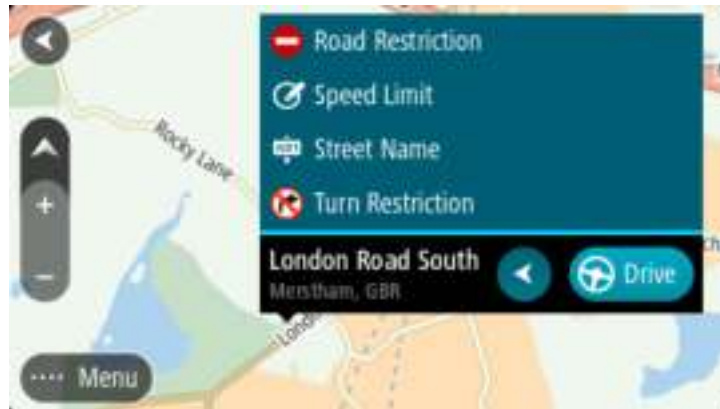 Road Restriction
Speed Limit
Rocky Lane
Street Name
Turn Restriction
London Road South
Merstham, GBR
Drive
Menu